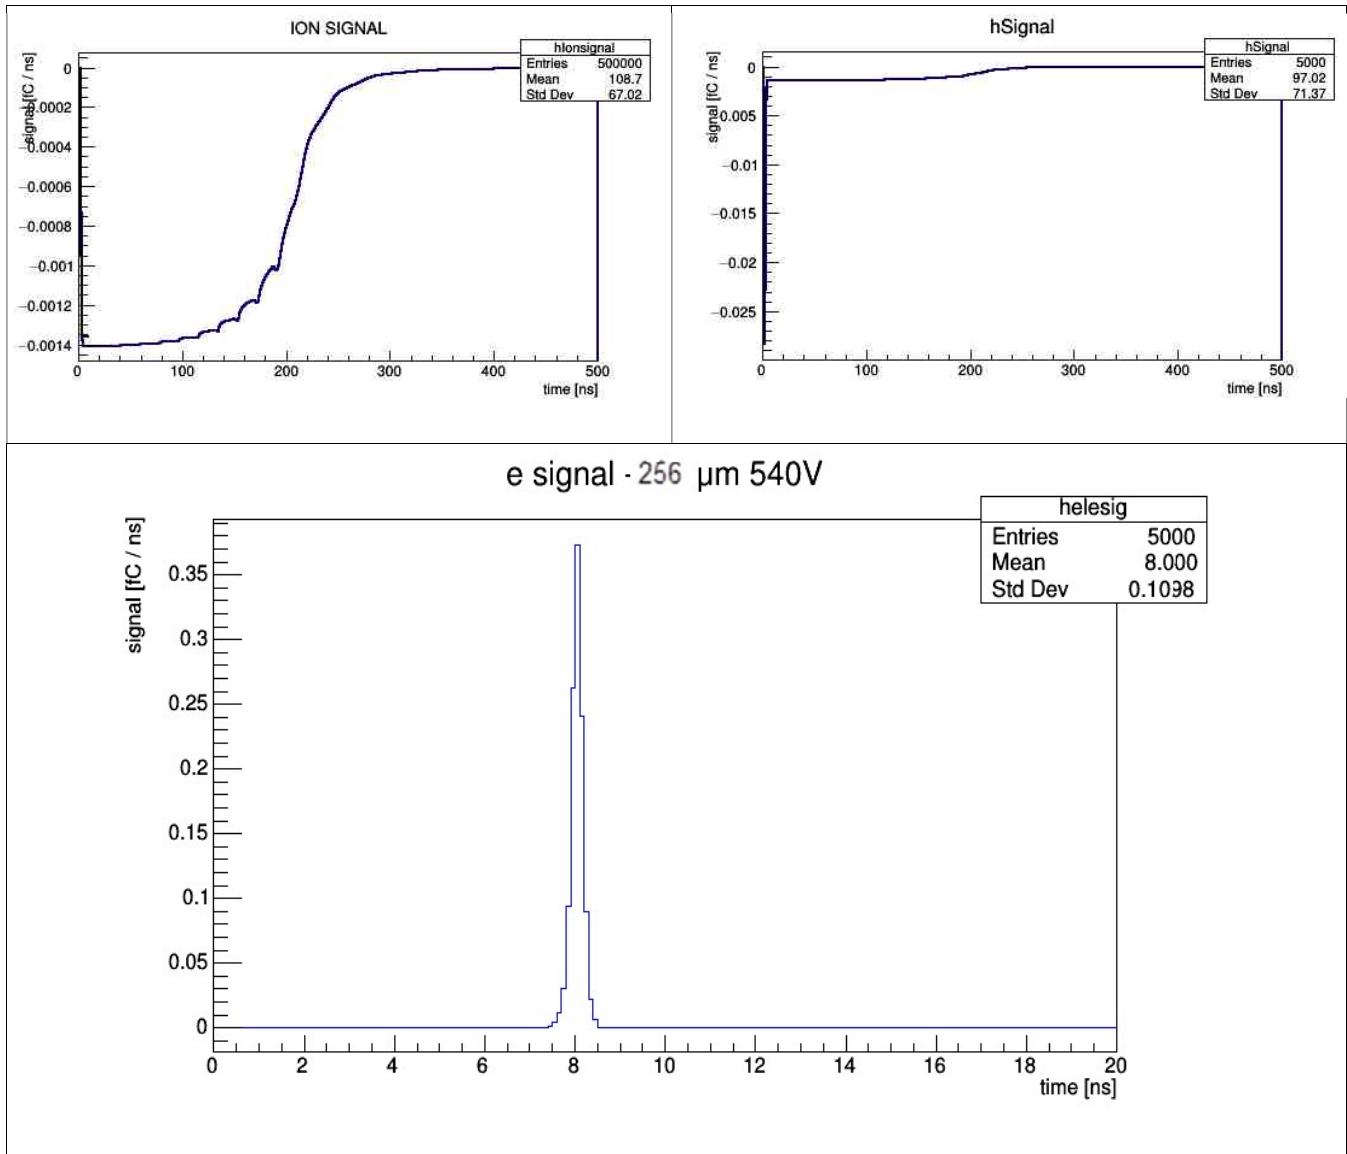 ION SIGNAL
hIonsignal
Entries 500000
Mean 108.7
Std Dev 67.02
signal [fC / ns]
0
−0.0002
−0.0004
−0.0006
−0.0008
−0.001
−0.0012
−0.0014
0 100 200 300 400 500
time [ns]
hSignal
hSignal
Entries 5000
Mean 97.02
Std Dev 71.37
signal [fC / ns]
0
−0.005
−0.01
−0.015
−0.02
−0.025
0 100 200 300 400 500
time [ns]
e signal - 256 μm 540V
helesig
Entries 5000
Mean 8.000
Std Dev 0.1098
signal [fC / ns]
0.35
0.3
0.25
0.2
0.15
0.1
0.05
0
0 2 4 6 8 10 12 14 16 18 20
time [ns]